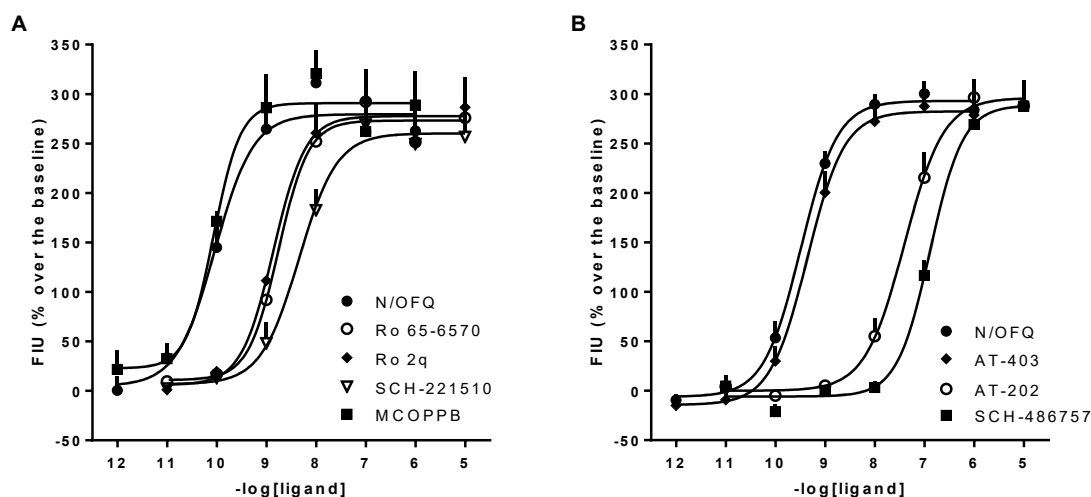 A
FIU (% over the baseline)
350
300
250
200
150
100
50
0
-50
12 11 10 9 8 7 6 5
-log[ligand]
N/OFQ
Ro 65-6570
Ro 2q
SCH-221510
MCOPPB
B
FIU (% over the baseline)
350
300
250
200
150
100
50
0
-50
12 11 10 9 8 7 6 5
-log[ligand]
N/OFQ
AT-403
AT-202
SCH-486757